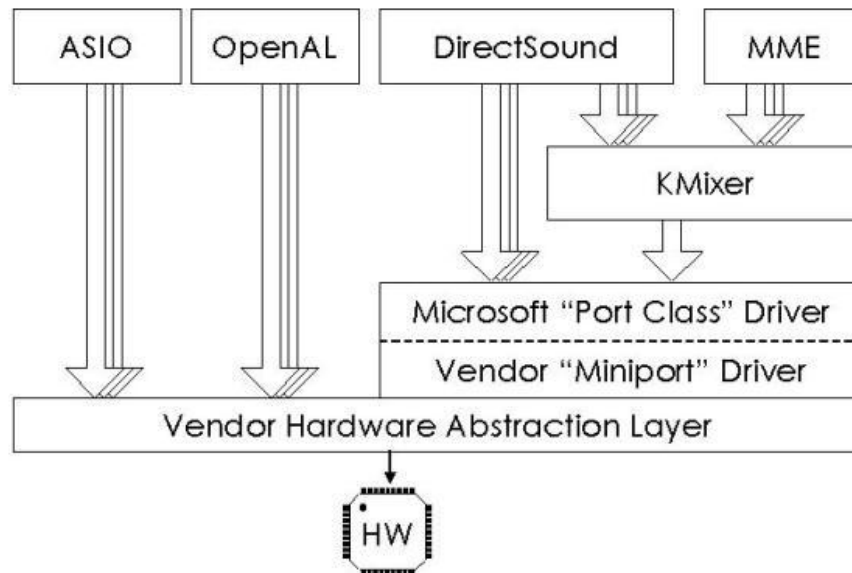 ASIO
OpenAL
DirectSound
MME
KMixer
Microsoft “Port Class” Driver
Vendor “Miniport” Driver
Vendor Hardware Abstraction Layer
HW